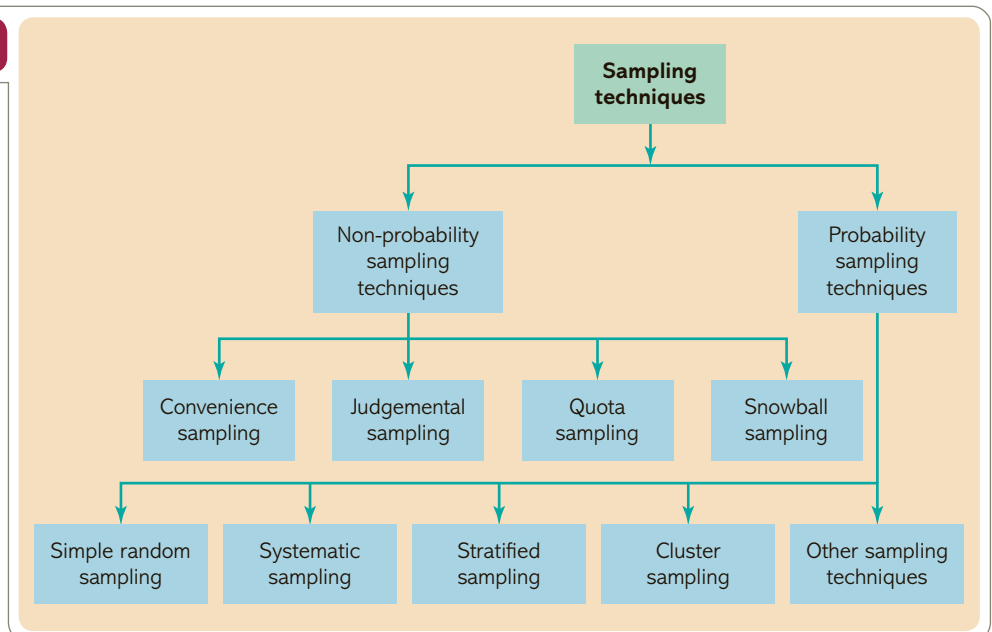 Sampling
techniques
Non-probability
sampling
techniques
Probability
sampling
techniques
Convenience
sampling
Judgemental
sampling
Quota
sampling
Snowball
sampling
Simple random
sampling
Systematic
sampling
Stratified
sampling
Cluster
sampling
Other sampling
techniques